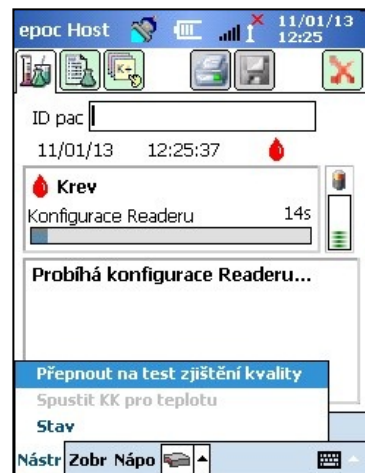 epoc Host 11/01/13
12:25
K+
ID pac
11/01/13 12:25:37
Krev
Konfigurace Readeru 14s
Probíhá konfigurace Readeru...
Přepnout na test zjištění kvality
Spustit KK pro teplotu
Stav
Nástr Zobr Nápo